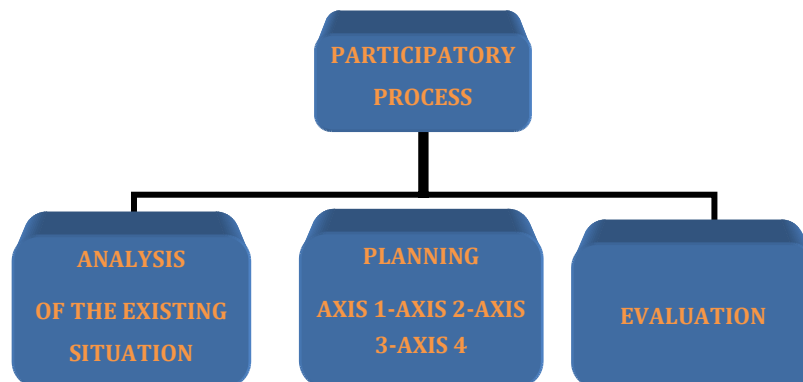 PARTICIPATORY
PROCESS
ANALYSIS
OF THE EXISTING
SITUATION
PLANNING
AXIS 1-AXIS 2-AXIS
3-AXIS 4
EVALUATION